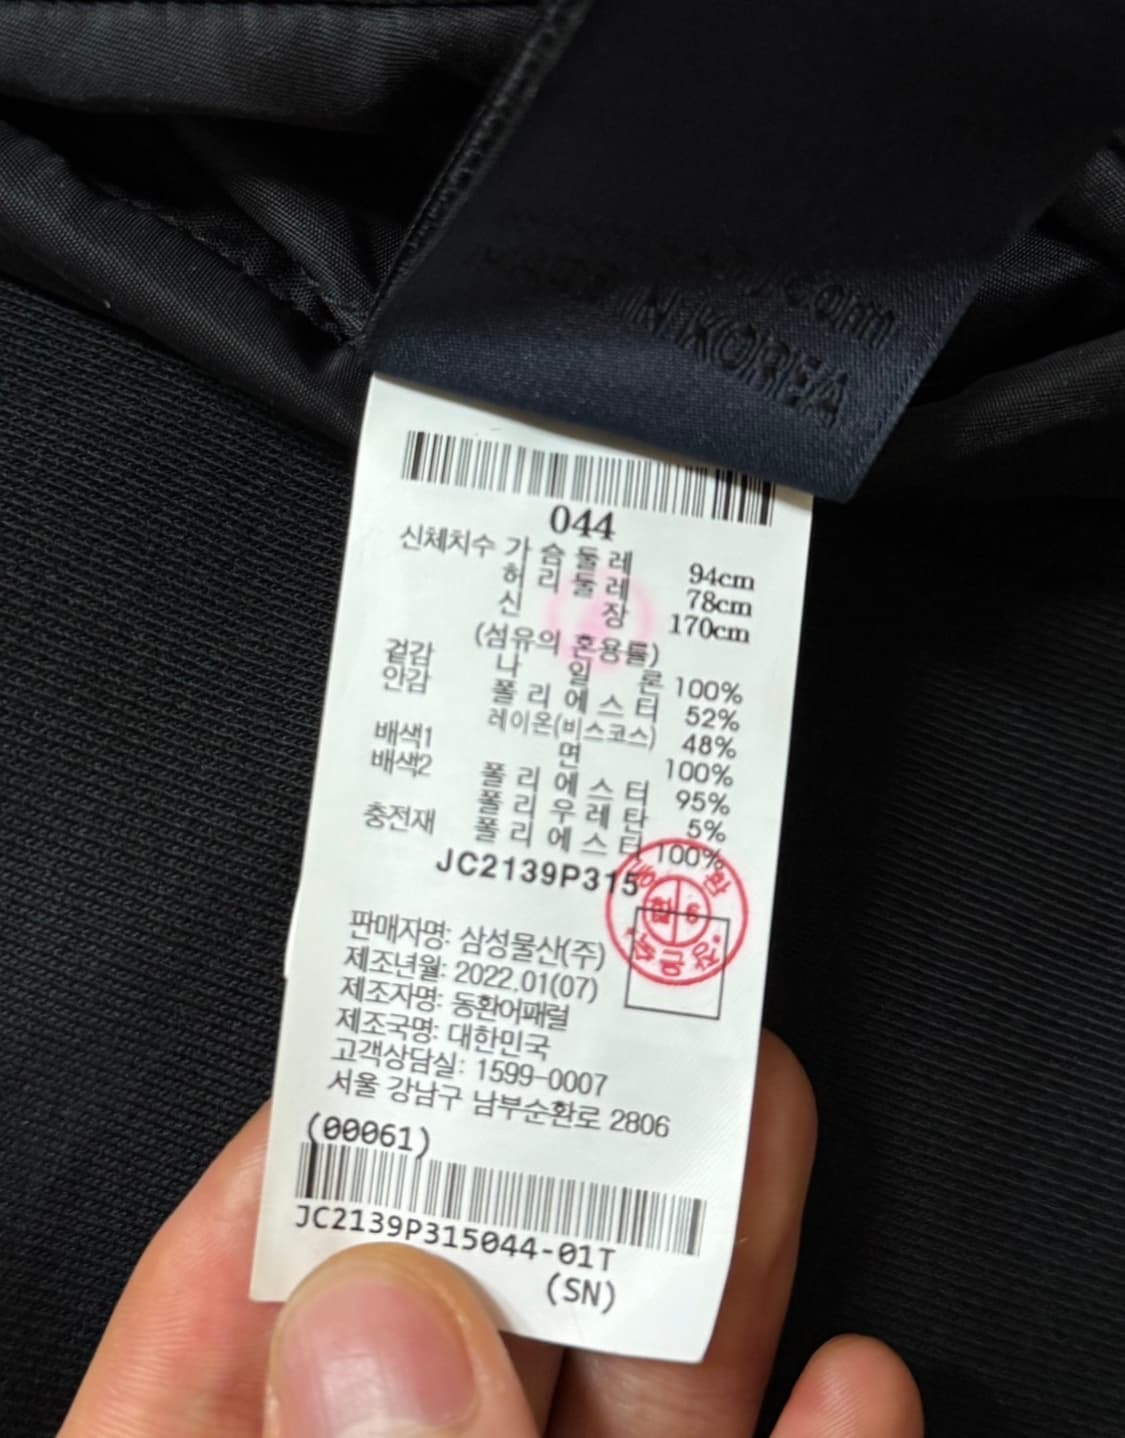 .com
MADE IN KOREA
044
신체치수 가슴둘레 94cm
허리둘레 78cm
신장 170cm
(섬유의 혼용률)
겉감 나일론 100%
안감 폴리에스터 52%
레이온(비스코스) 48%
배색1 면 100%
배색2 폴리에스터 95%
폴리우레탄 5%
충전재 폴리에스터 100%
JC2139P315
판매자명: 삼성물산(주)
제조년월: 2022.01(07)
제조자명: 동환어패럴
제조국명: 대한민국
고객상담실: 1599-0007
서울 강남구 남부순환로 2806
(00061)
JC2139P315044-01T
(SN)